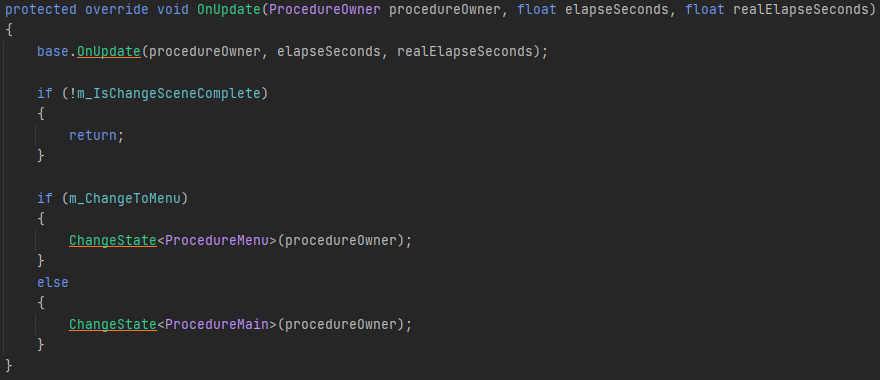 protected override void OnUpdate(ProcedureOwner procedureOwner, float elapseSeconds, float realElapseSeconds)
{
    base.OnUpdate(procedureOwner, elapseSeconds, realElapseSeconds);

    if (!m_IsChangeSceneComplete)
    {
        return;
    }

    if (m_ChangeToMenu)
    {
        ChangeState<ProcedureMenu>(procedureOwner);
    }
    else
    {
        ChangeState<ProcedureMain>(procedureOwner);
    }
}